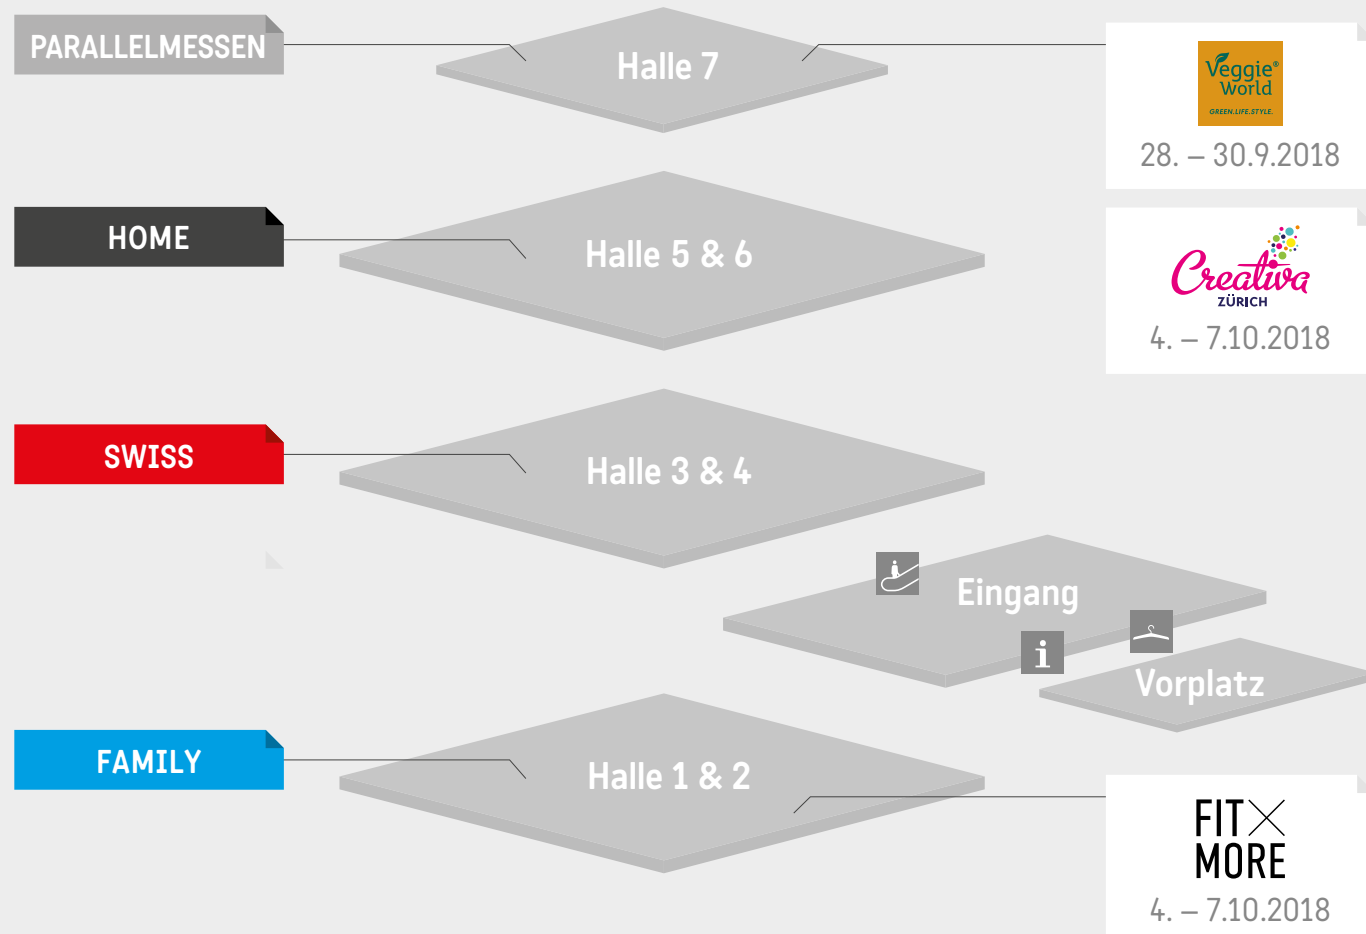 PARALLELMESSEN
Halle 7
Veggie®
World
GREEN.LIFE.STYLE.
28. – 30.9.2018
HOME
Halle 5 & 6
Creativa
ZÜRICH
4. – 7.10.2018
SWISS
Halle 3 & 4
Eingang
i
Vorplatz
FAMILY
Halle 1 & 2
FIT X
MORE
4. – 7.10.2018